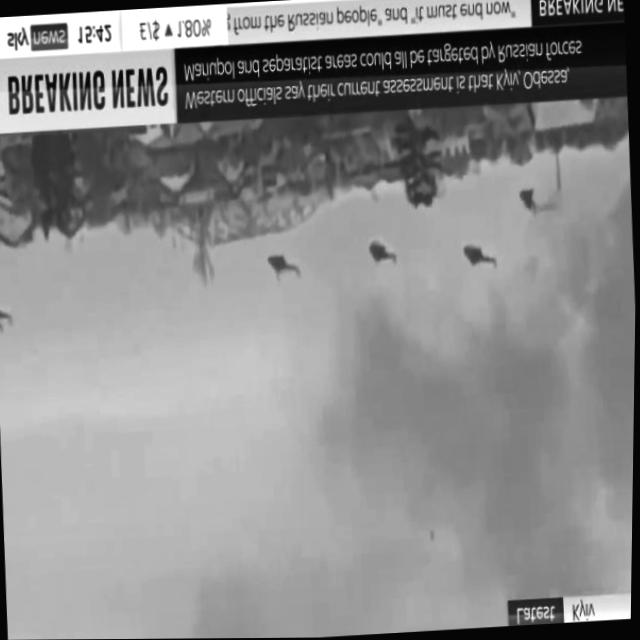 Latest Kyiv
BREAKING NEWS
Western officials say their current assessment is that Kyiv, Odessa,
Mariupol and separatist areas could all be targeted by Russian Forces
sky news 15:42 £/$ ▲ 1.80% from the Russian people" and "it must end now" BREAKING NE